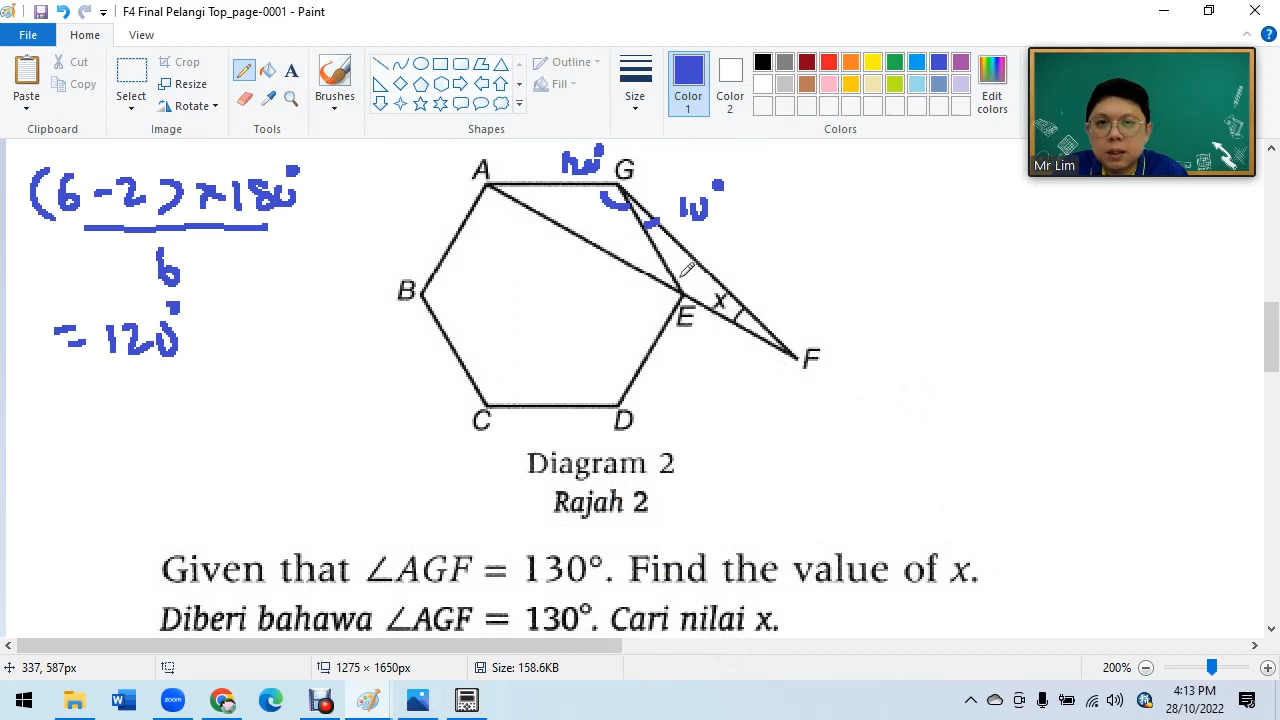 F4 Final Pelangi Top_page-0001 - Paint
File Home View
Paste Cut Copy
Clipboard
Select Crop Resize Rotate
Image
Tools
Brushes
Shapes
Outline Fill
Size
Color 1 Color 2
Edit colors
Colors
Mr Lim
(6 - 2) × 180°
6
= 120°
A G 10°
B E x F
C D
Diagram 2
Rajah 2
Given that ∠AGF = 130°. Find the value of x.
Diberi bahawa ∠AGF = 130°. Cari nilai x.
337, 587px 1275 × 1650px Size: 158.6KB 200%
zoom
4:13 PM
28/10/2022